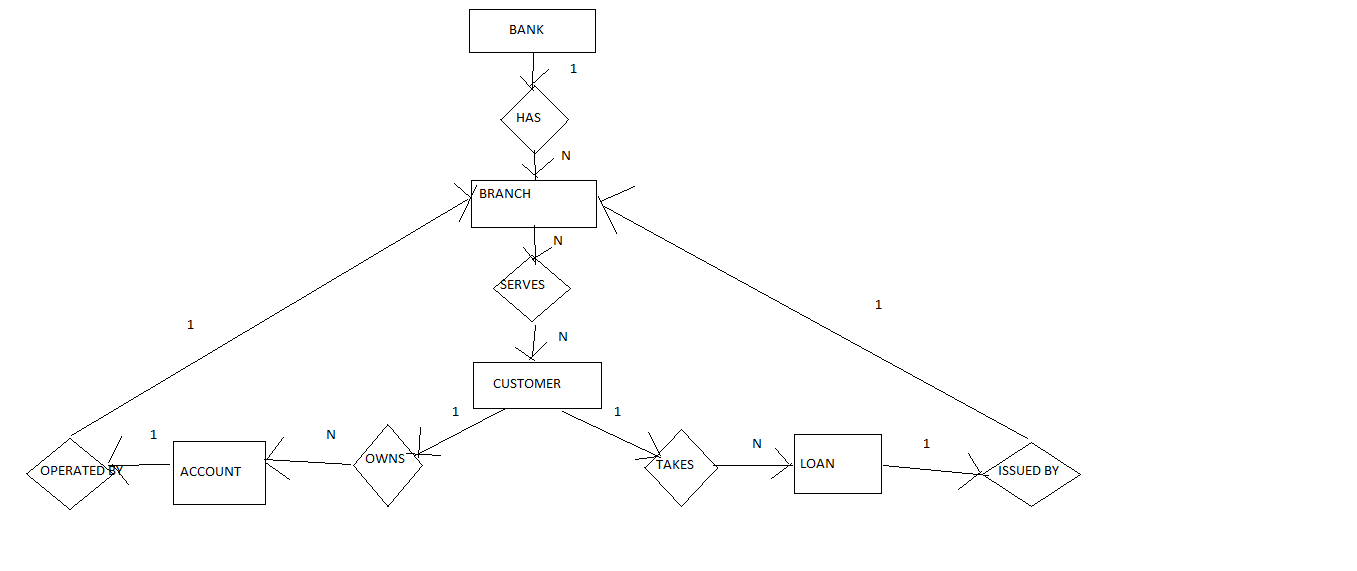 BANK
1
HAS
N
BRANCH
N
SERVES
1
1
N
CUSTOMER
1
1
1
N
N
1
OPERATED BY
ACCOUNT
OWNS
TAKES
LOAN
ISSUED BY